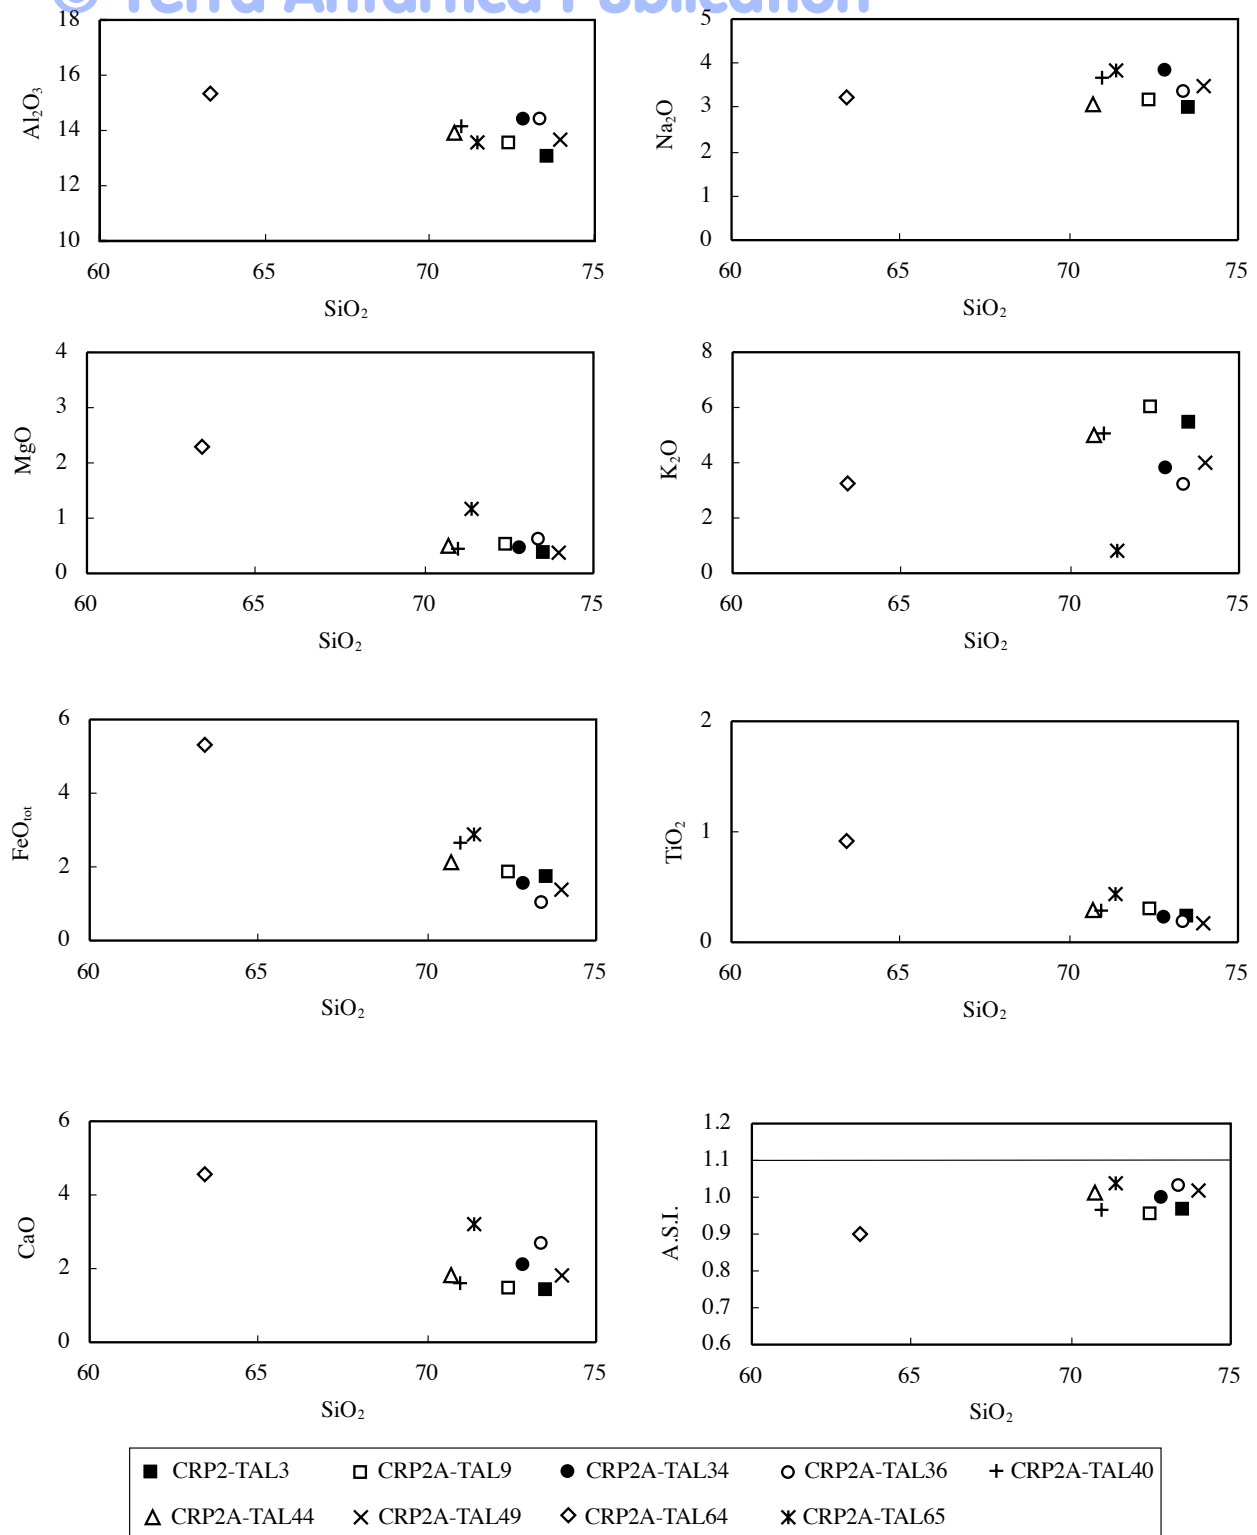 © Terra Antartica Publication
18
16
14
12
10
Al₂O₃
60 65 70 75
SiO₂
5
4
3
2
1
0
Na₂O
60 65 70 75
SiO₂
4
3
2
1
0
MgO
60 65 70 75
SiO₂
8
6
4
2
0
K₂O
60 65 70 75
SiO₂
6
4
2
0
FeOtot
60 65 70 75
SiO₂
2
1
0
TiO₂
60 65 70 75
SiO₂
6
4
2
0
CaO
60 65 70 75
SiO₂
1.2
1.1
1.0
0.9
0.8
0.7
0.6
A.S.I.
60 65 70 75
SiO₂
CRP2-TAL3 CRP2A-TAL9 CRP2A-TAL34 CRP2A-TAL36 CRP2A-TAL40
CRP2A-TAL44 CRP2A-TAL49 CRP2A-TAL64 CRP2A-TAL65